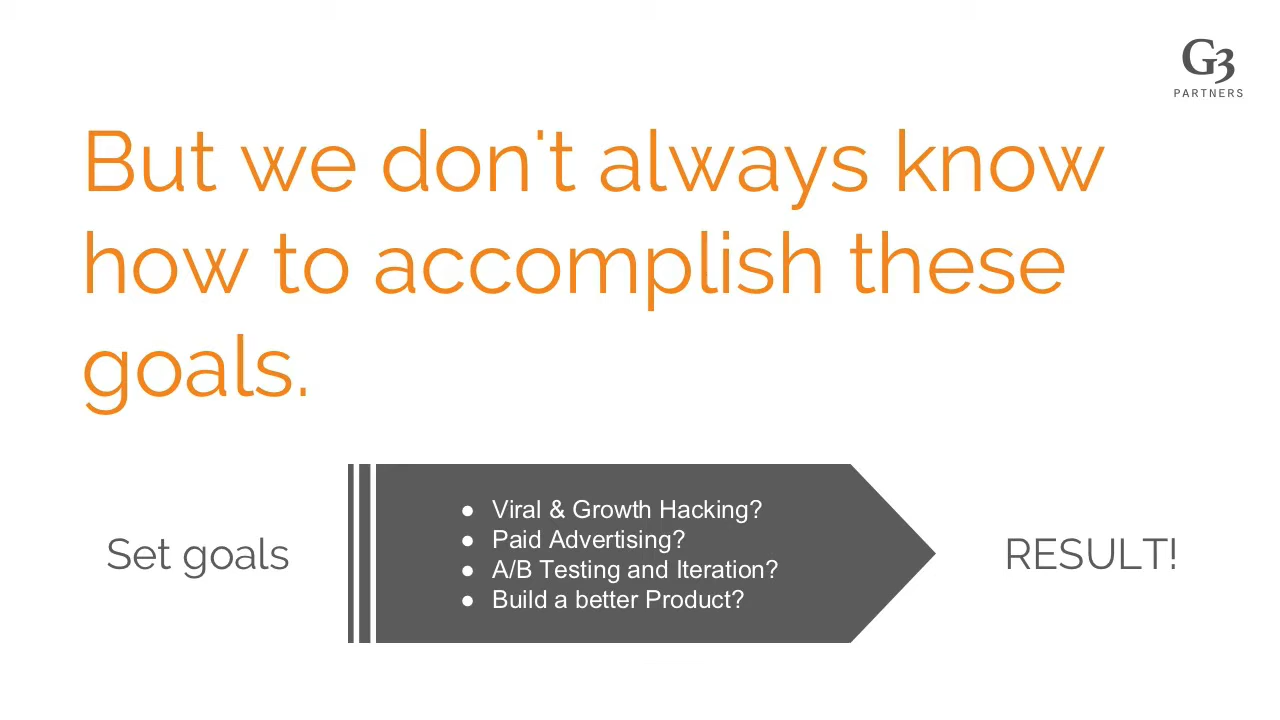 G3
PARTNERS
But we don't always know
how to accomplish these
goals.
Set goals
● Viral & Growth Hacking?
● Paid Advertising?
● A/B Testing and Iteration?
● Build a better Product?
RESULT!